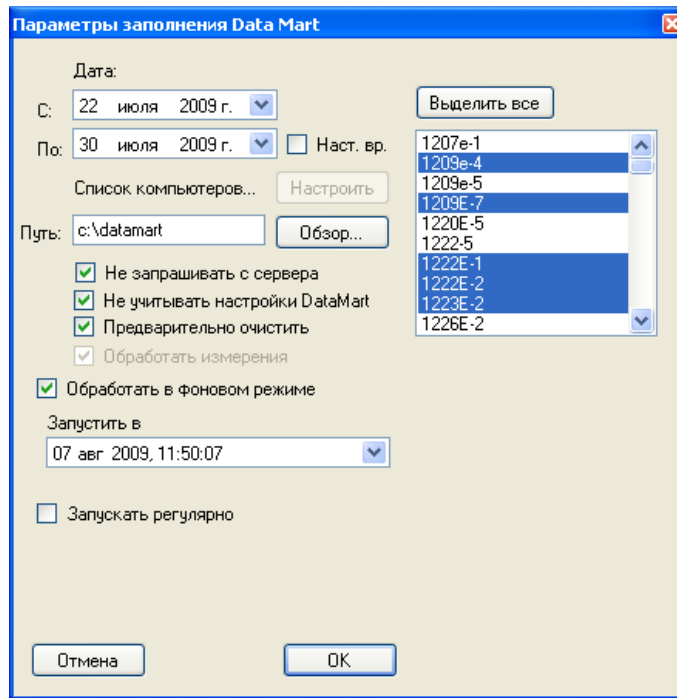 Параметры заполнения Data Mart
Дата:
С: 22 июля 2009 г.
По: 30 июля 2009 г. Наст. вр.
Список компьютеров... Настроить
Путь: c:\datamart Обзор...
Не запрашивать с сервера
Не учитывать настройки DataMart
Предварительно очистить
Обработать измерения
Обработать в фоновом режиме
Запустить в
07 авг 2009, 11:50:07
Запускать регулярно
Выделить все
1207e-1
1209e-4
1209e-5
1209E-7
1220E-5
1222-5
1222E-1
1222E-2
1223E-2
1226E-2
Отмена OK